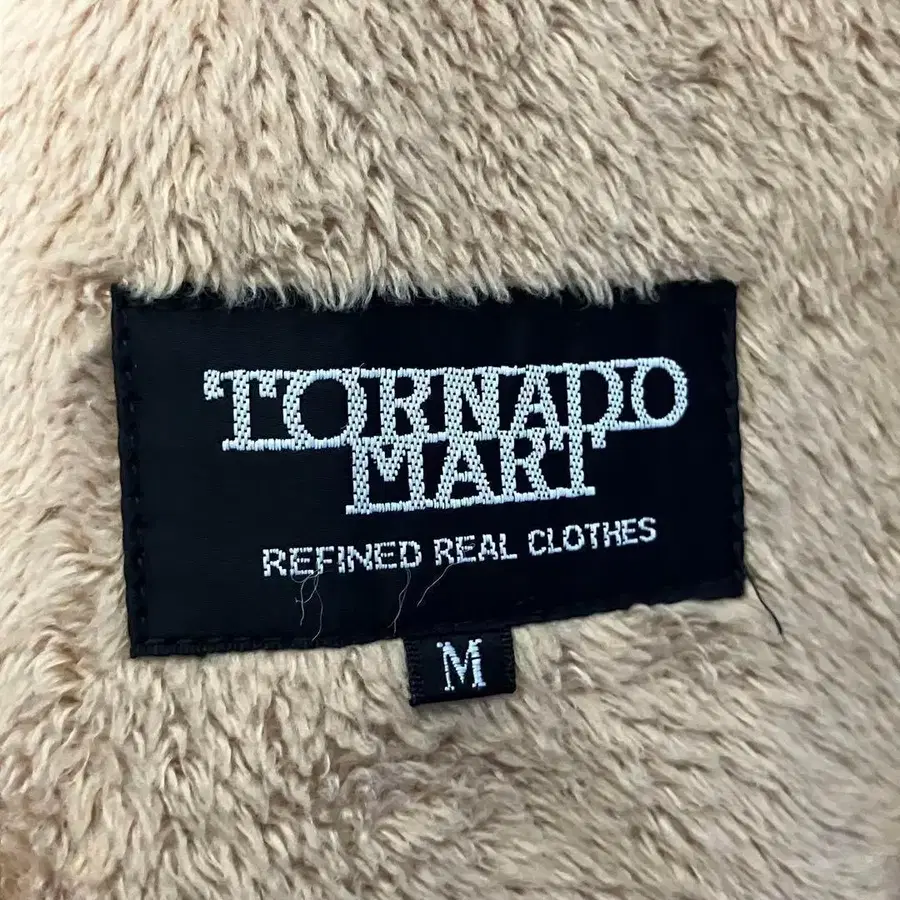 TORNADO
MART
REFINED REAL CLOTHES
M